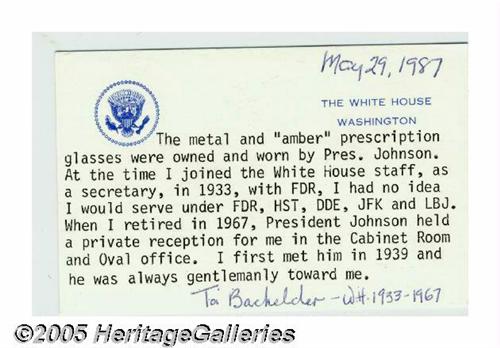 May 29, 1987
THE WHITE HOUSE
WASHINGTON
The metal and "amber" prescription
glasses were owned and worn by Pres. Johnson.
At the time I joined the White House staff, as
a secretary, in 1933, with FDR, I had no idea
I would serve under FDR, HST, DDE, JFK and LBJ.
When I retired in 1967, President Johnson held
a private reception for me in the Cabinet Room
and Oval office.  I first met him in 1939 and
he was always gentlemanly toward me.
Toi Bachelder - WH-1933-1967
©2005 HeritageGalleries